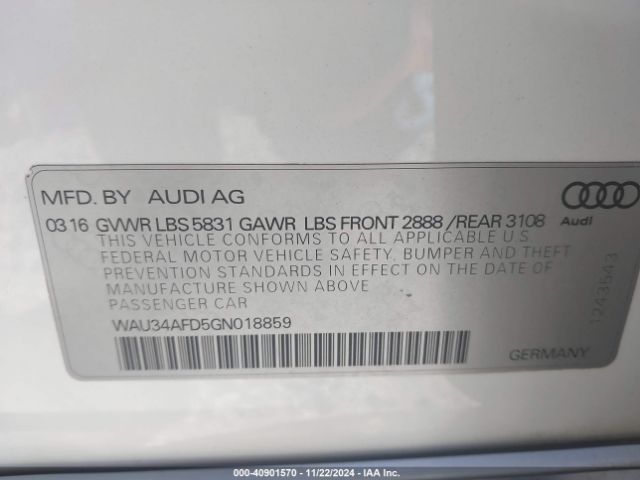 MFD. BY AUDI AG
03 16 GVWR LBS 5831 GAWR LBS FRONT 2888 /REAR 3108
Audi
THIS VEHICLE CONFORMS TO ALL APPLICABLE U.S
FEDERAL MOTOR VEHICLE SAFETY, BUMPER AND THEFT
PREVENTION STANDARDS IN EFFECT ON THE DATE OF
MANUFACTURE SHOWN ABOVE
PASSENGER CAR
1243543
WAU34AFD5GN018859
GERMANY
000-40901570 - 11/22/2024 - IAA Inc.